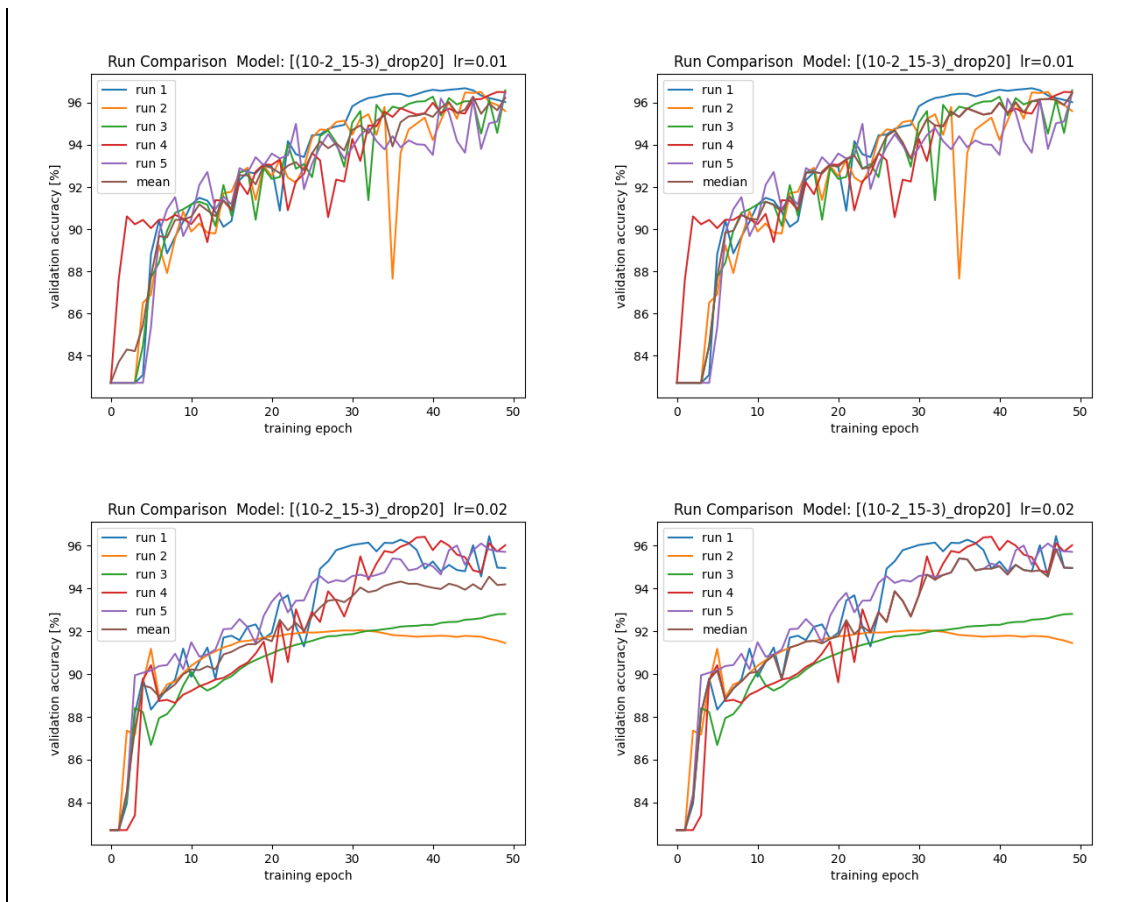 Run Comparison  Model: [(10-2_15-3)_drop20]  lr=0.01
validation accuracy [%]
96
94
92
90
88
86
84
run 1
run 2
run 3
run 4
run 5
mean
0 10 20 30 40 50
training epoch
Run Comparison  Model: [(10-2_15-3)_drop20]  lr=0.01
validation accuracy [%]
96
94
92
90
88
86
84
run 1
run 2
run 3
run 4
run 5
median
0 10 20 30 40 50
training epoch
Run Comparison  Model: [(10-2_15-3)_drop20]  lr=0.02
validation accuracy [%]
96
94
92
90
88
86
84
run 1
run 2
run 3
run 4
run 5
mean
0 10 20 30 40 50
training epoch
Run Comparison  Model: [(10-2_15-3)_drop20]  lr=0.02
validation accuracy [%]
96
94
92
90
88
86
84
run 1
run 2
run 3
run 4
run 5
median
0 10 20 30 40 50
training epoch